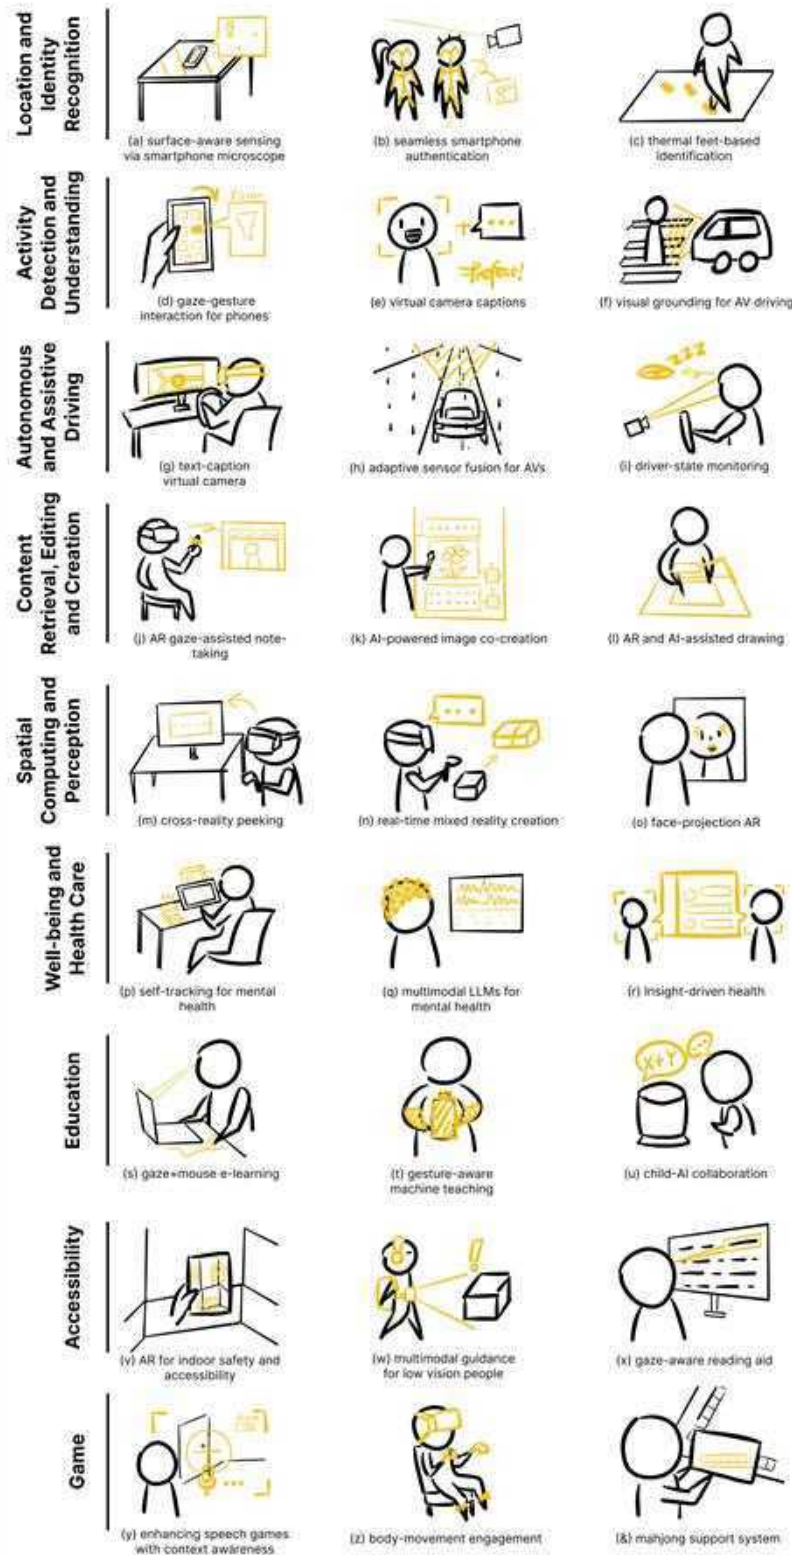 Location and
Identity
Recognition
(a) surface-aware sensing
via smartphone microscope
(b) seamless smartphone
authentication
(c) thermal feet-based
identification
Activity
Detection and
Understanding
(d) gaze-gesture
interaction for phones
(e) virtual camera captions
(f) visual grounding for AV driving
Autonomous
and Assistive
Driving
(g) text-caption
virtual camera
(h) adaptive sensor fusion for AVs
(i) driver-state monitoring
zzz
Content
Retrieval, Editing
and Creation
(j) AR gaze-assisted note-
taking
(k) AI-powered image co-creation
(l) AR and AI-assisted drawing
Spatial
Computing and
Perception
(m) cross-reality peeking
(n) real-time mixed reality creation
(o) face-projection AR
Well-being and
Health Care
(p) self-tracking for mental
health
(q) multimodal LLMs for
mental health
(r) Insight-driven health
Education
X+Y
(s) gaze+mouse e-learning
(t) gesture-aware
machine teaching
(u) child-AI collaboration
Accessibility
!
(v) AR for indoor safety and
accessibility
(w) multimodal guidance
for low vision people
(x) gaze-aware reading aid
Game
(y) enhancing speech games
with context awareness
(z) body-movement engagement
(&) mahjong support system